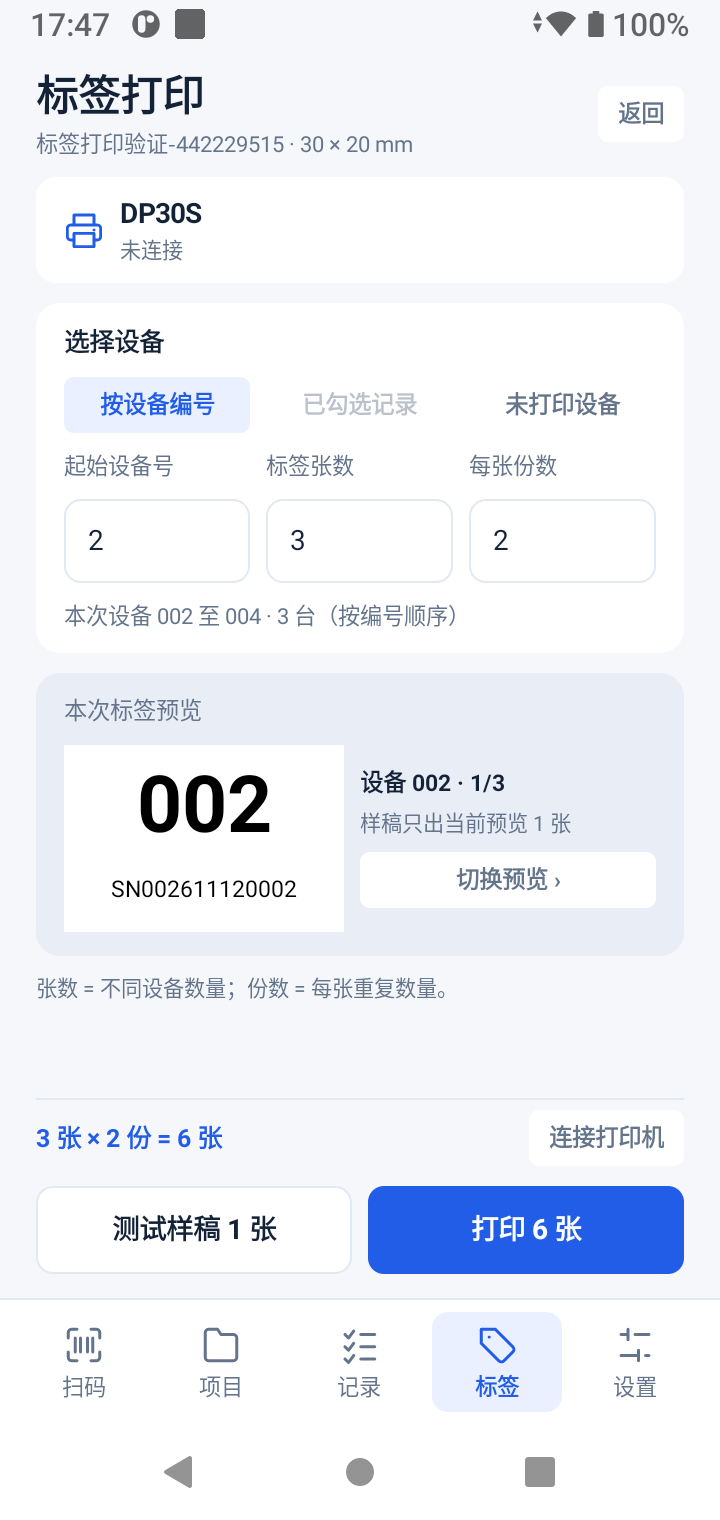 17:47
100%
标签打印
返回
标签打印验证-442229515 · 30 × 20 mm
DP30S
未连接
选择设备
按设备编号
已勾选记录
未打印设备
起始设备号
标签张数
每张份数
2
3
2
本次设备 002 至 004 · 3 台（按编号顺序）
本次标签预览
002
SN002611120002
设备 002 · 1/3
样稿只出当前预览 1 张
切换预览 ›
张数 = 不同设备数量；份数 = 每张重复数量。
3 张 × 2 份 = 6 张
连接打印机
测试样稿 1 张
打印 6 张
扫码
项目
记录
标签
设置